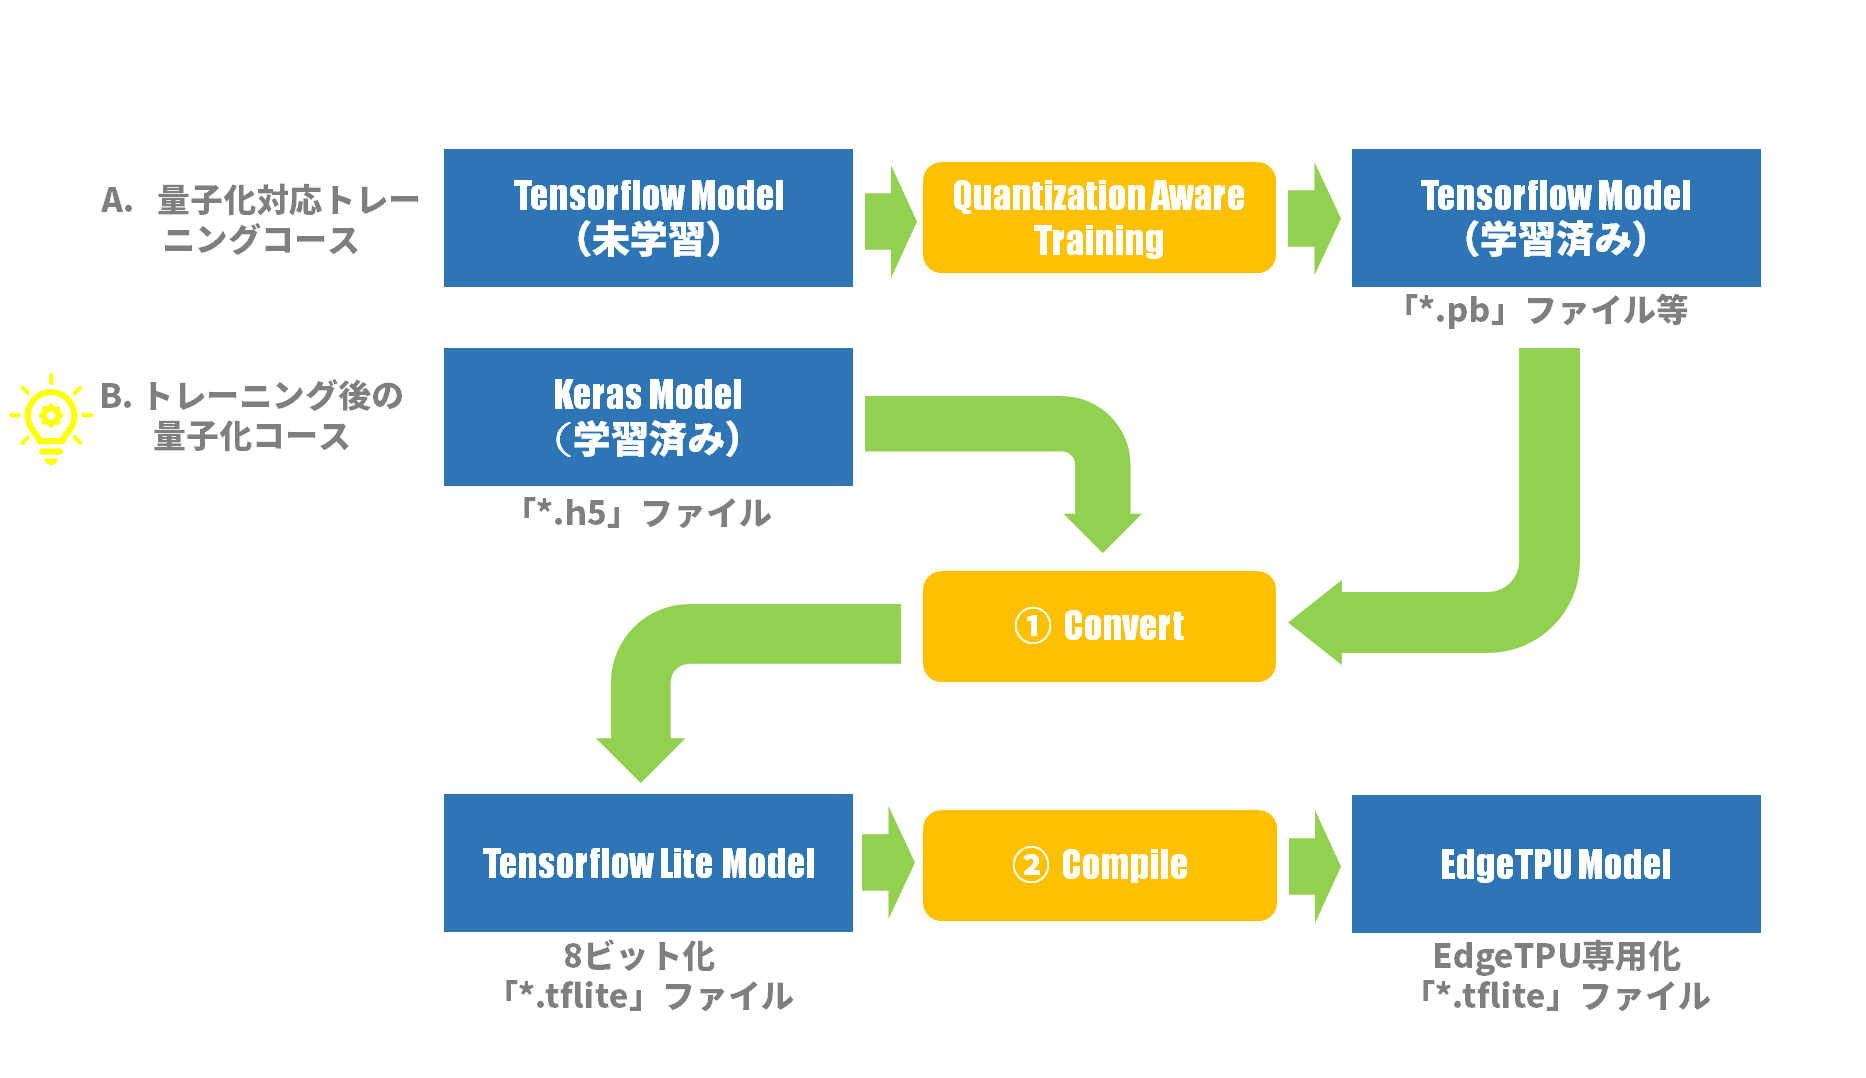 A. 量子化対応トレー
ニングコース
Tensorflow Model
（未学習）
Quantization Aware
Training
Tensorflow Model
（学習済み）
「*.pb」ファイル等
B. トレーニング後の
量子化コース
Keras Model
（学習済み）
「*.h5」ファイル
① Convert
Tensorflow Lite Model
② Compile
EdgeTPU Model
8ビット化
「*.tflite」ファイル
EdgeTPU専用化
「*.tflite」ファイル